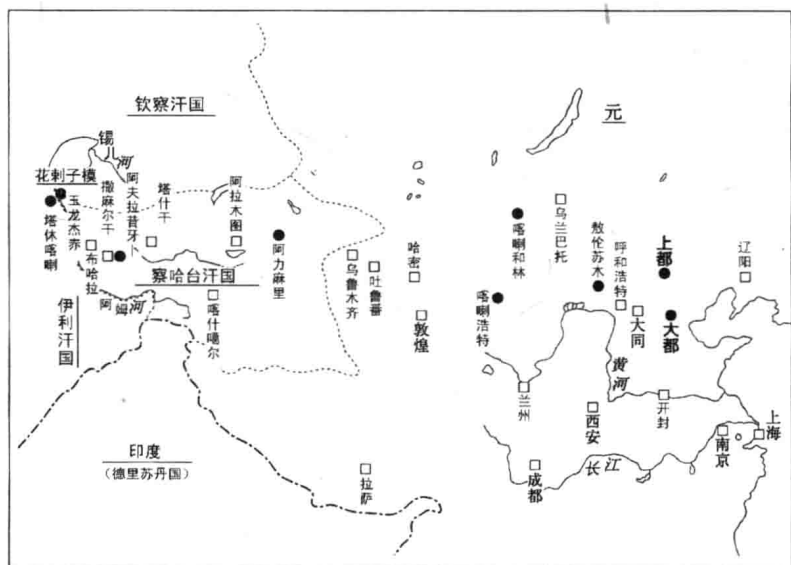 钦察汗国
元
锡
河
花剌子模
玉龙杰赤
塔休喀喇
撒麻尔干
阿夫拉昔牙卜
塔什干
阿拉木图
阿力麻里
布哈拉
察哈台汗国
阿姆河
伊利汗国
喀什噶尔
乌鲁木齐
吐鲁蕃
哈密
敦煌
喀喇和林
喀喇浩特
乌兰巴托
敖伦苏木
呼和浩特
上都
大同
大都
辽阳
黄河
兰州
西安
开封
上海
南京
长江
成都
拉萨
印度
（德里苏丹国）